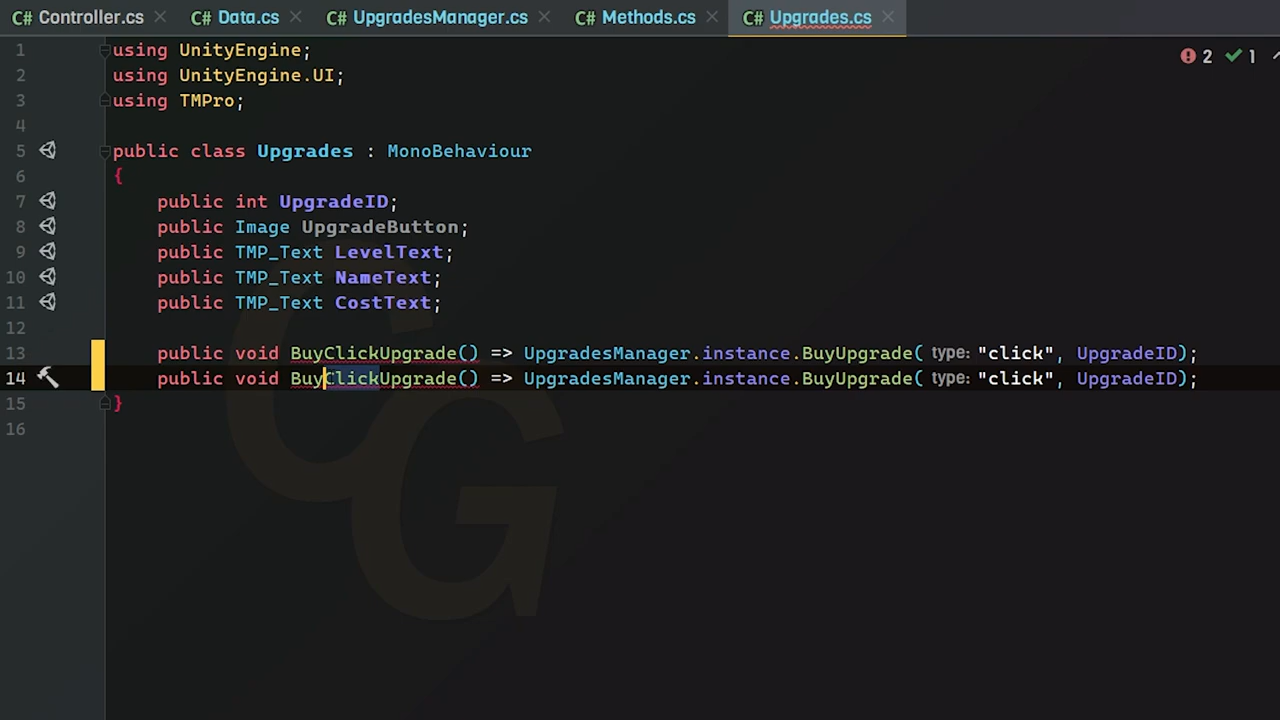 C# Controller.cs C# Data.cs C# UpgradesManager.cs C# Methods.cs C# Upgrades.cs
2 1
1 using UnityEngine;
2 using UnityEngine.UI;
3 using TMPro;
4
5 public class Upgrades : MonoBehaviour
6 {
7 public int UpgradeID;
8 public Image UpgradeButton;
9 public TMP_Text LevelText;
10 public TMP_Text NameText;
11 public TMP_Text CostText;
12
13 public void BuyClickUpgrade() => UpgradesManager.instance.BuyUpgrade( type: "click", UpgradeID);
14 public void BuyClickUpgrade() => UpgradesManager.instance.BuyUpgrade( type: "click", UpgradeID);
15 }
16